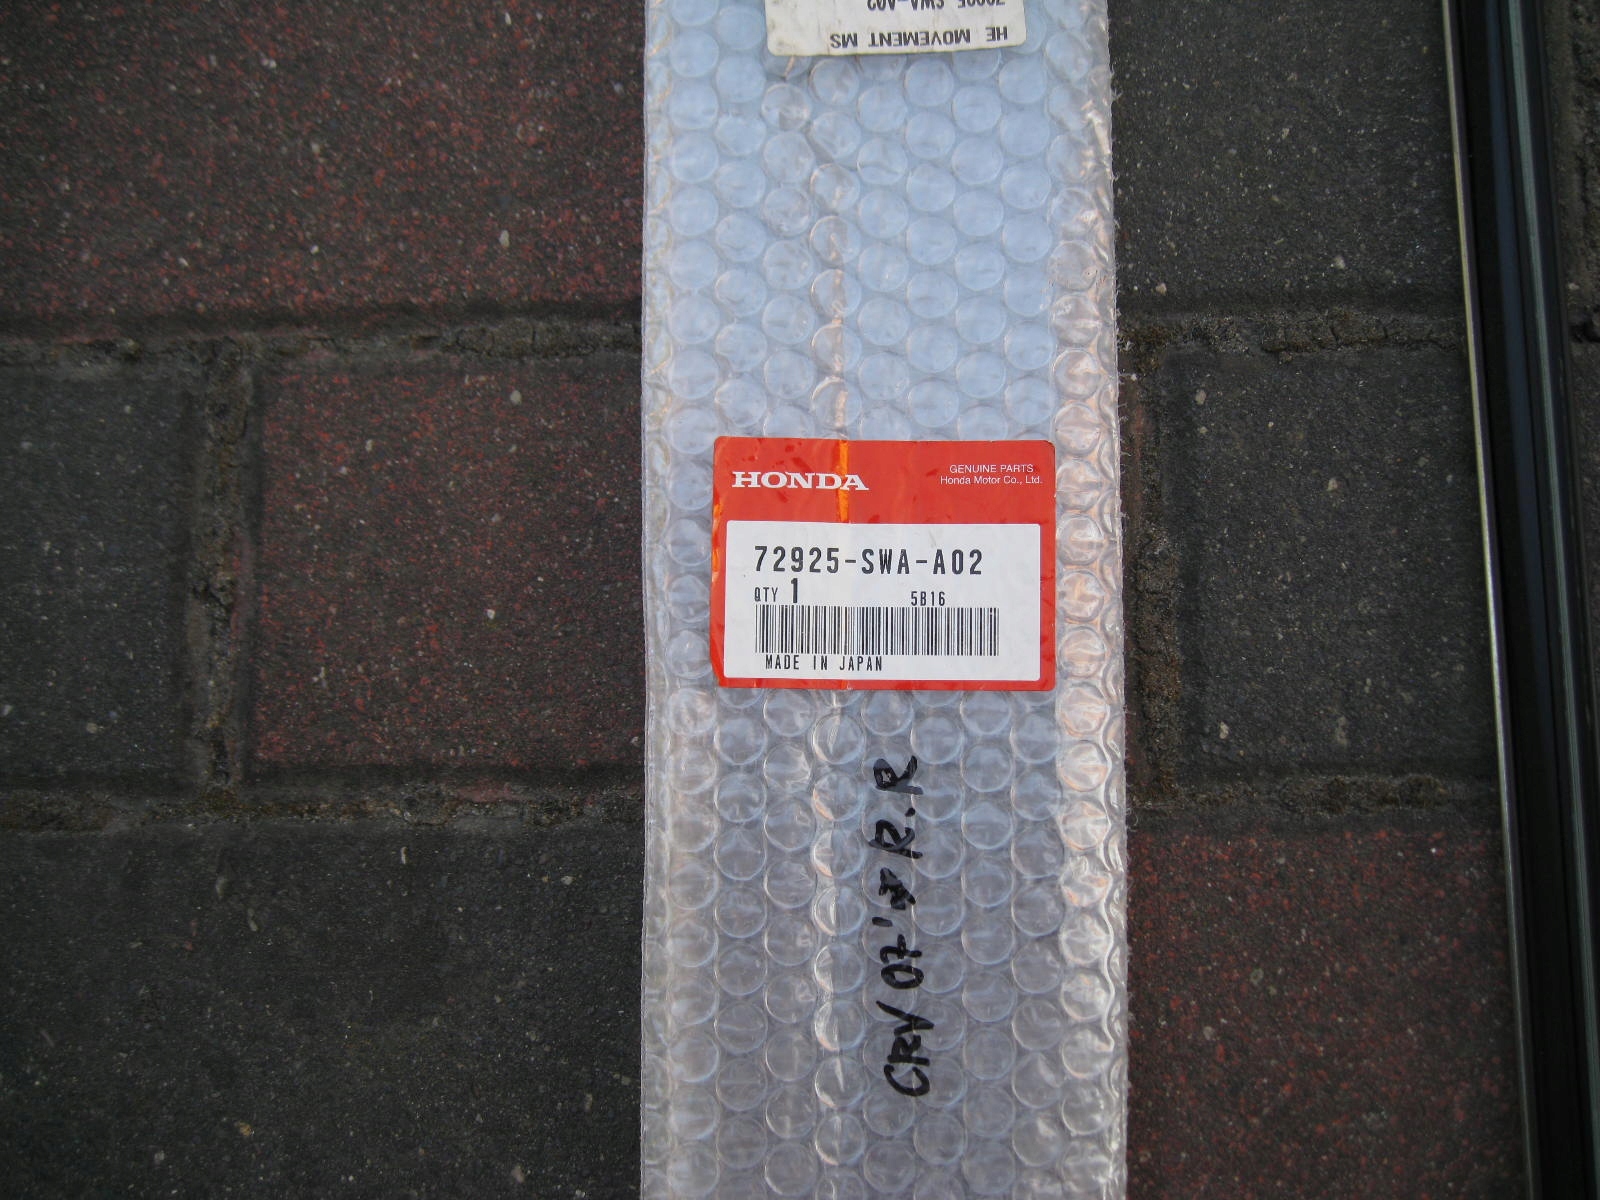 HE MOVEMENT MS
HONDA
GENUINE PARTS
Honda Motor Co., Ltd.
72925-SWA-A02
QTY 1 5B16
MADE IN JAPAN
CRV 07' R.R